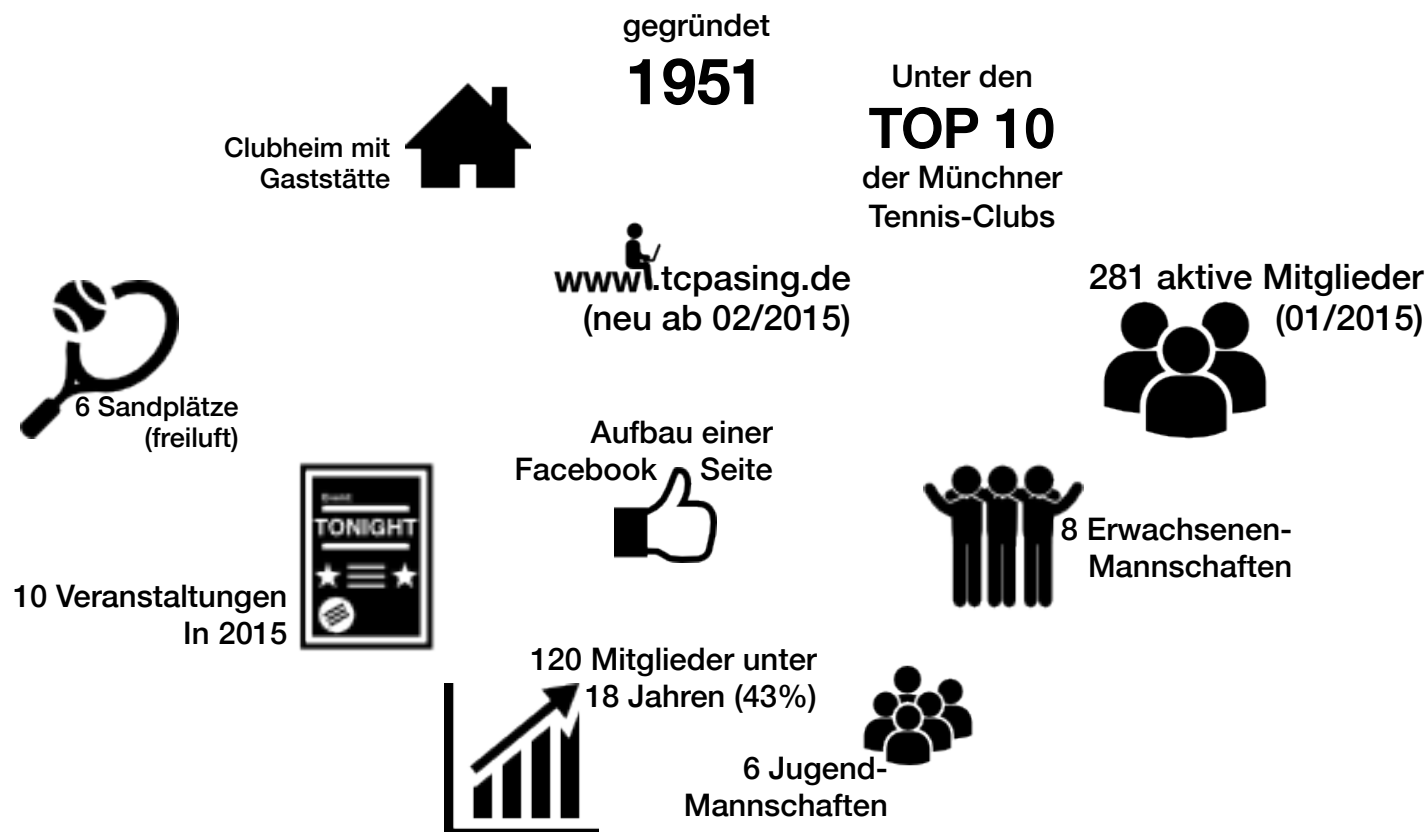 gegründet
1951
Unter den
TOP 10
der Münchner
Tennis-Clubs
Clubheim mit
Gaststätte
www.tcpasing.de
(neu ab 02/2015)
281 aktive Mitglieder
(01/2015)
6 Sandplätze
(freiluft)
Aufbau einer
Facebook Seite
TONIGHT
8 Erwachsenen-
Mannschaften
10 Veranstaltungen
In 2015
120 Mitglieder unter
18 Jahren (43%)
6 Jugend-
Mannschaften